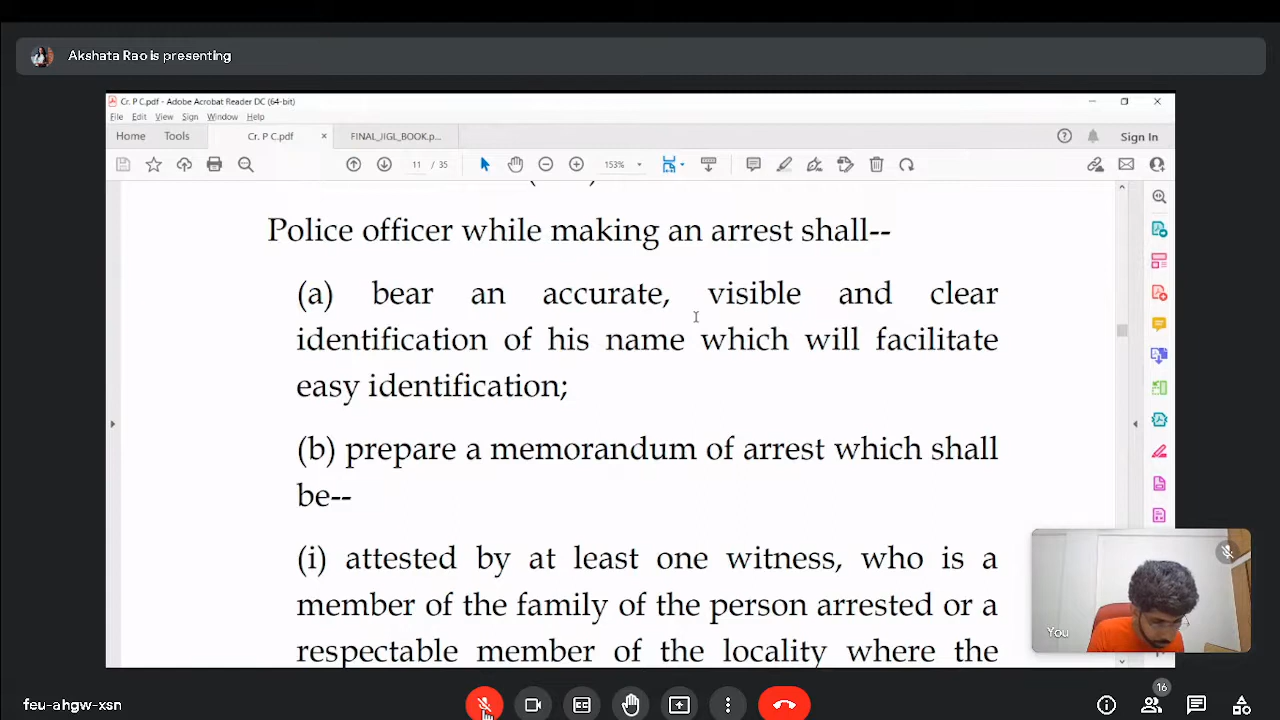 Akshata Rao is presenting
Cr. P C.pdf - Adobe Acrobat Reader DC (64-bit)
File Edit View Sign Window Help
Home Tools Cr. P C.pdf × FINAL_JIGL_BOOK.p... Sign In
11 / 35 153%
Police officer while making an arrest shall--
(a) bear an accurate, visible and clear
identification of his name which will facilitate
easy identification;
(b) prepare a memorandum of arrest which shall
be--
(i) attested by at least one witness, who is a
member of the family of the person arrested or a
respectable member of the locality where the
You
feu-ahgw-xsn
16